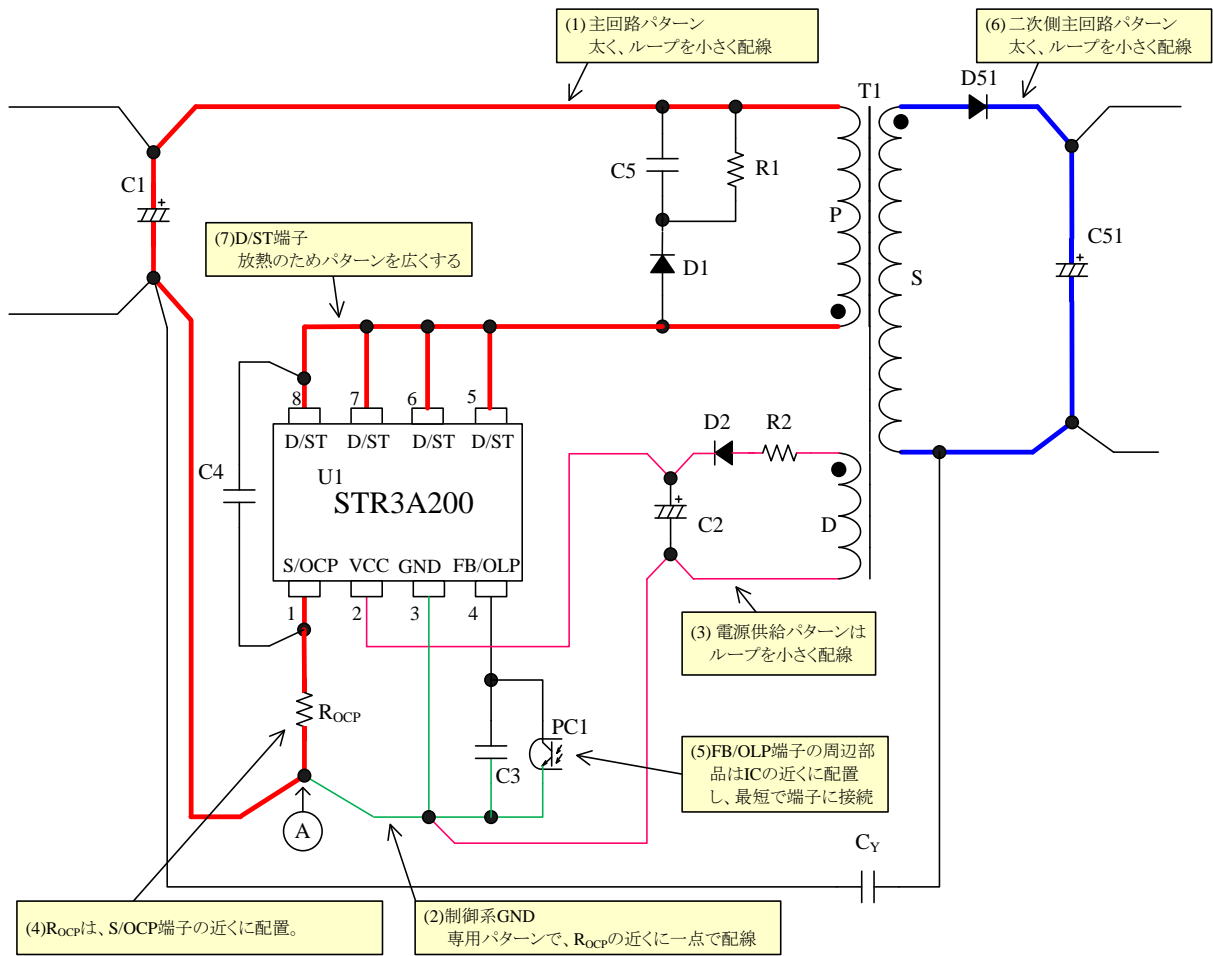 (1) 主回路パターン
太く、ループを小さく配線
(6) 二次側主回路パターン
太く、ループを小さく配線
D51
T1
C1
+
C5
R1
P
S
(7)D/ST端子
放熱のためパターンを広くする
D1
C51
+
8
7
6
5
D/ST
D/ST
D/ST
D/ST
D2
R2
C4
U1
STR3A200
+
C2
D
S/OCP
VCC
GND
FB/OLP
1
2
3
4
(3) 電源供給パターンは
ループを小さく配線
ROCP
PC1
C3
(5)FB/OLP端子の周辺部
品はICの近くに配置
し、最短で端子に接続
A
CY
(4)ROCPは、S/OCP端子の近くに配置。
(2)制御系GND
専用パターンで、ROCPの近くに一点で配線